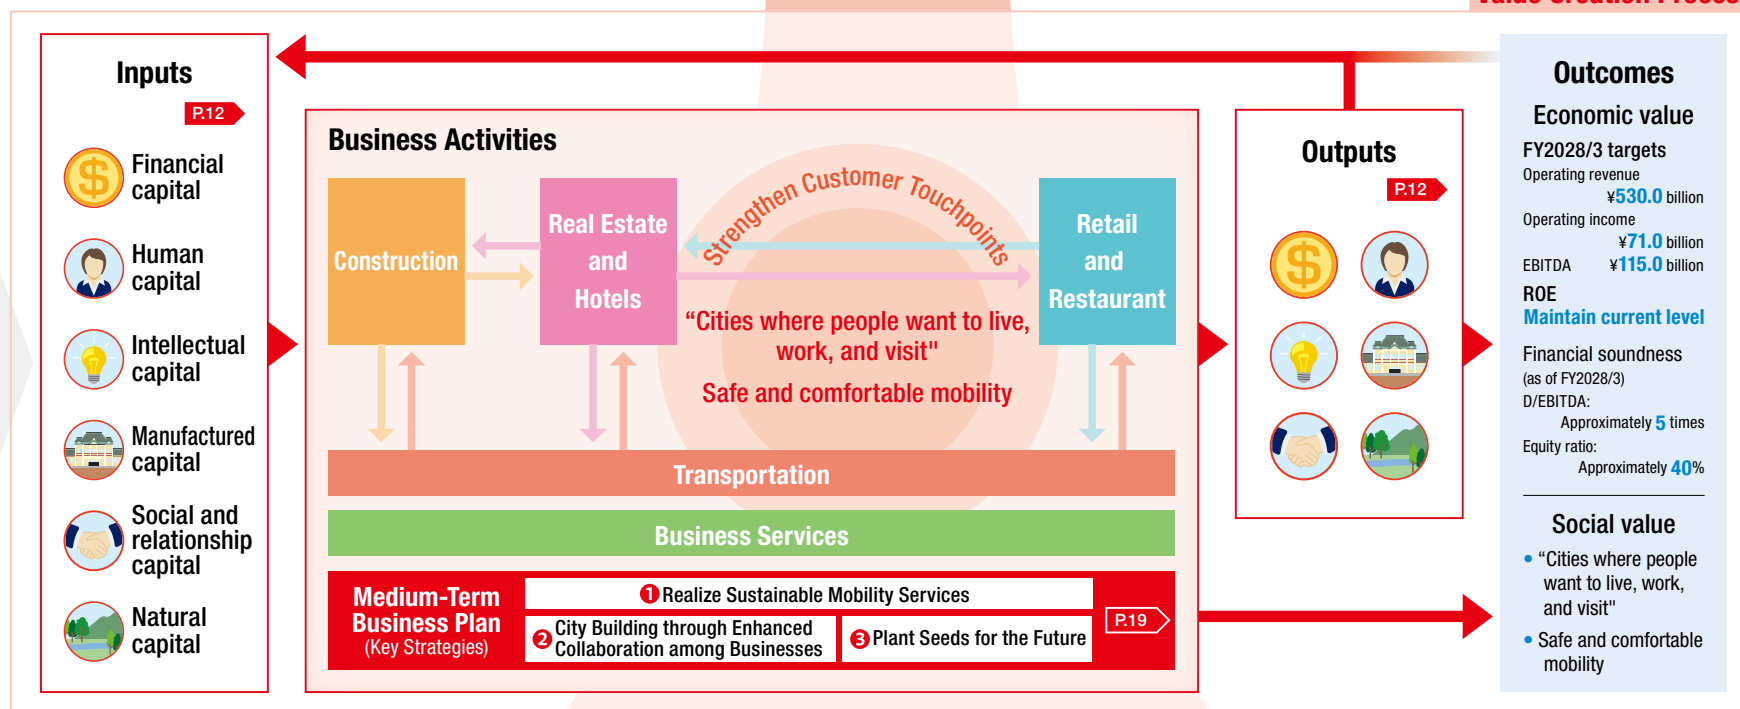 Value Creation Process
Inputs
P.12
Financial
capital
Human
capital
Intellectual
capital
Manufactured
capital
Social and
relationship
capital
Natural
capital
Business Activities
Strengthen Customer Touchpoints
Construction
Real Estate
and
Hotels
Retail
and
Restaurant
“Cities where people want to live,
work, and visit"
Safe and comfortable mobility
Transportation
Business Services
Medium-Term
Business Plan
(Key Strategies)
1 Realize Sustainable Mobility Services
2 City Building through Enhanced
Collaboration among Businesses
3 Plant Seeds for the Future
P.19
Outputs
P.12
Outcomes
Economic value
FY2028/3 targets
Operating revenue
¥530.0 billion
Operating income
¥71.0 billion
EBITDA ¥115.0 billion
ROE
Maintain current level
Financial soundness
(as of FY2028/3)
D/EBITDA:
Approximately 5 times
Equity ratio:
Approximately 40%
Social value
• “Cities where people
want to live, work,
and visit"
• Safe and comfortable
mobility